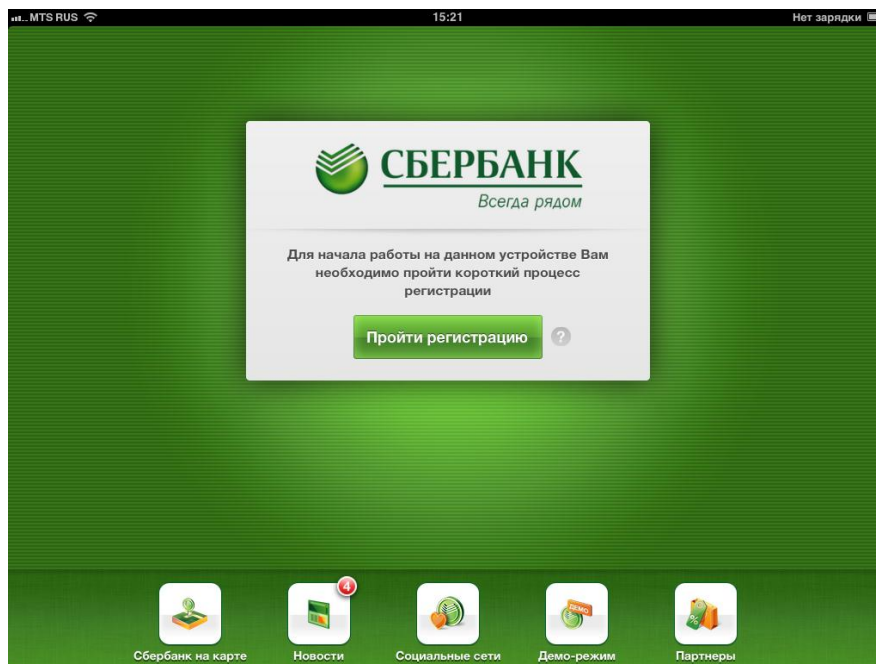 MTS RUS 15:21 Нет зарядки
СБЕРБАНК
Всегда рядом
Для начала работы на данном устройстве Вам
необходимо пройти короткий процесс
регистрации
Пройти регистрацию ?
4
ДЕМО
%
Сбербанк на карте Новости Социальные сети Демо-режим Партнеры